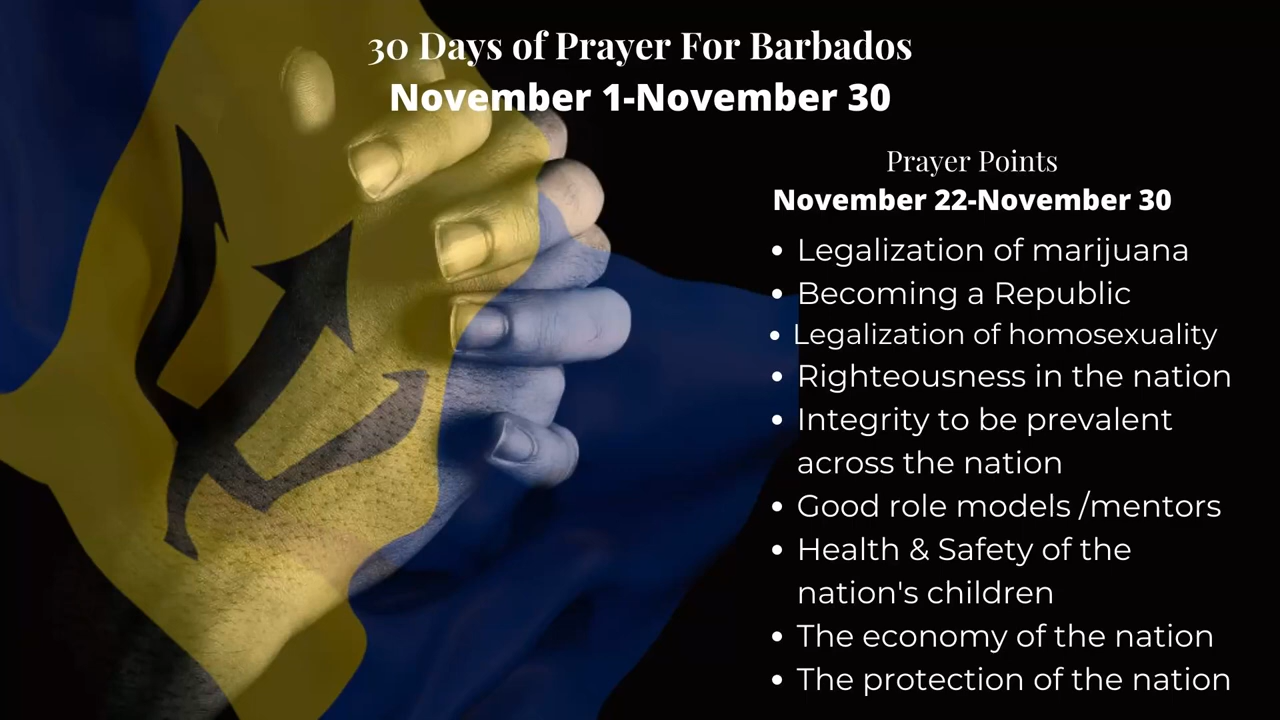 30 Days of Prayer For Barbados
November 1-November 30
Prayer Points
November 22-November 30
• Legalization of marijuana
• Becoming a Republic
• Legalization of homosexuality
• Righteousness in the nation
• Integrity to be prevalent
across the nation
• Good role models /mentors
• Health & Safety of the
nation's children
• The economy of the nation
• The protection of the nation